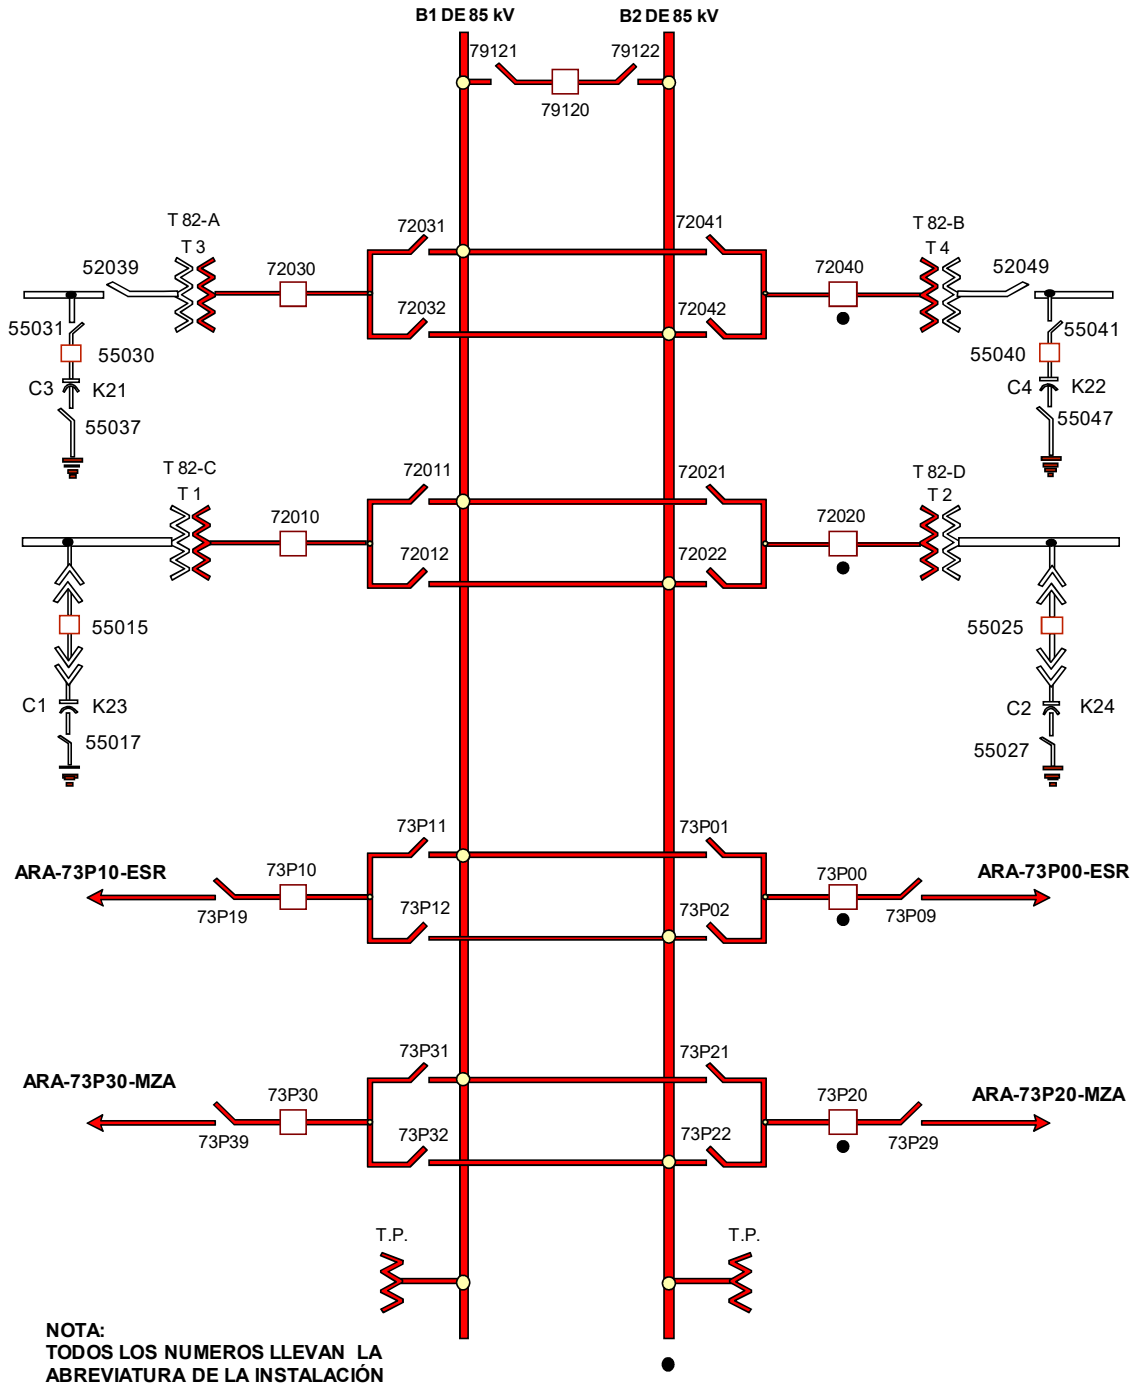 B1 DE 85 kV
B2 DE 85 kV
79121
79122
79120
T 82-A
T 3
52039
72030
72031
72032
72041
72042
72040
T 82-B
T 4
52049
55031
55030
C3
K21
55037
55041
55040
C4
K22
55047
T 82-C
T 1
72010
72011
72012
72021
72022
72020
T 82-D
T 2
55015
C1
K23
55017
55025
C2
K24
55027
ARA-73P10-ESR
73P19
73P10
73P11
73P12
73P01
73P02
73P00
73P09
ARA-73P00-ESR
ARA-73P30-MZA
73P39
73P30
73P31
73P32
73P21
73P22
73P20
73P29
ARA-73P20-MZA
T.P.
T.P.
NOTA:
TODOS LOS NUMEROS LLEVAN LA
ABREVIATURA DE LA INSTALACIÓN